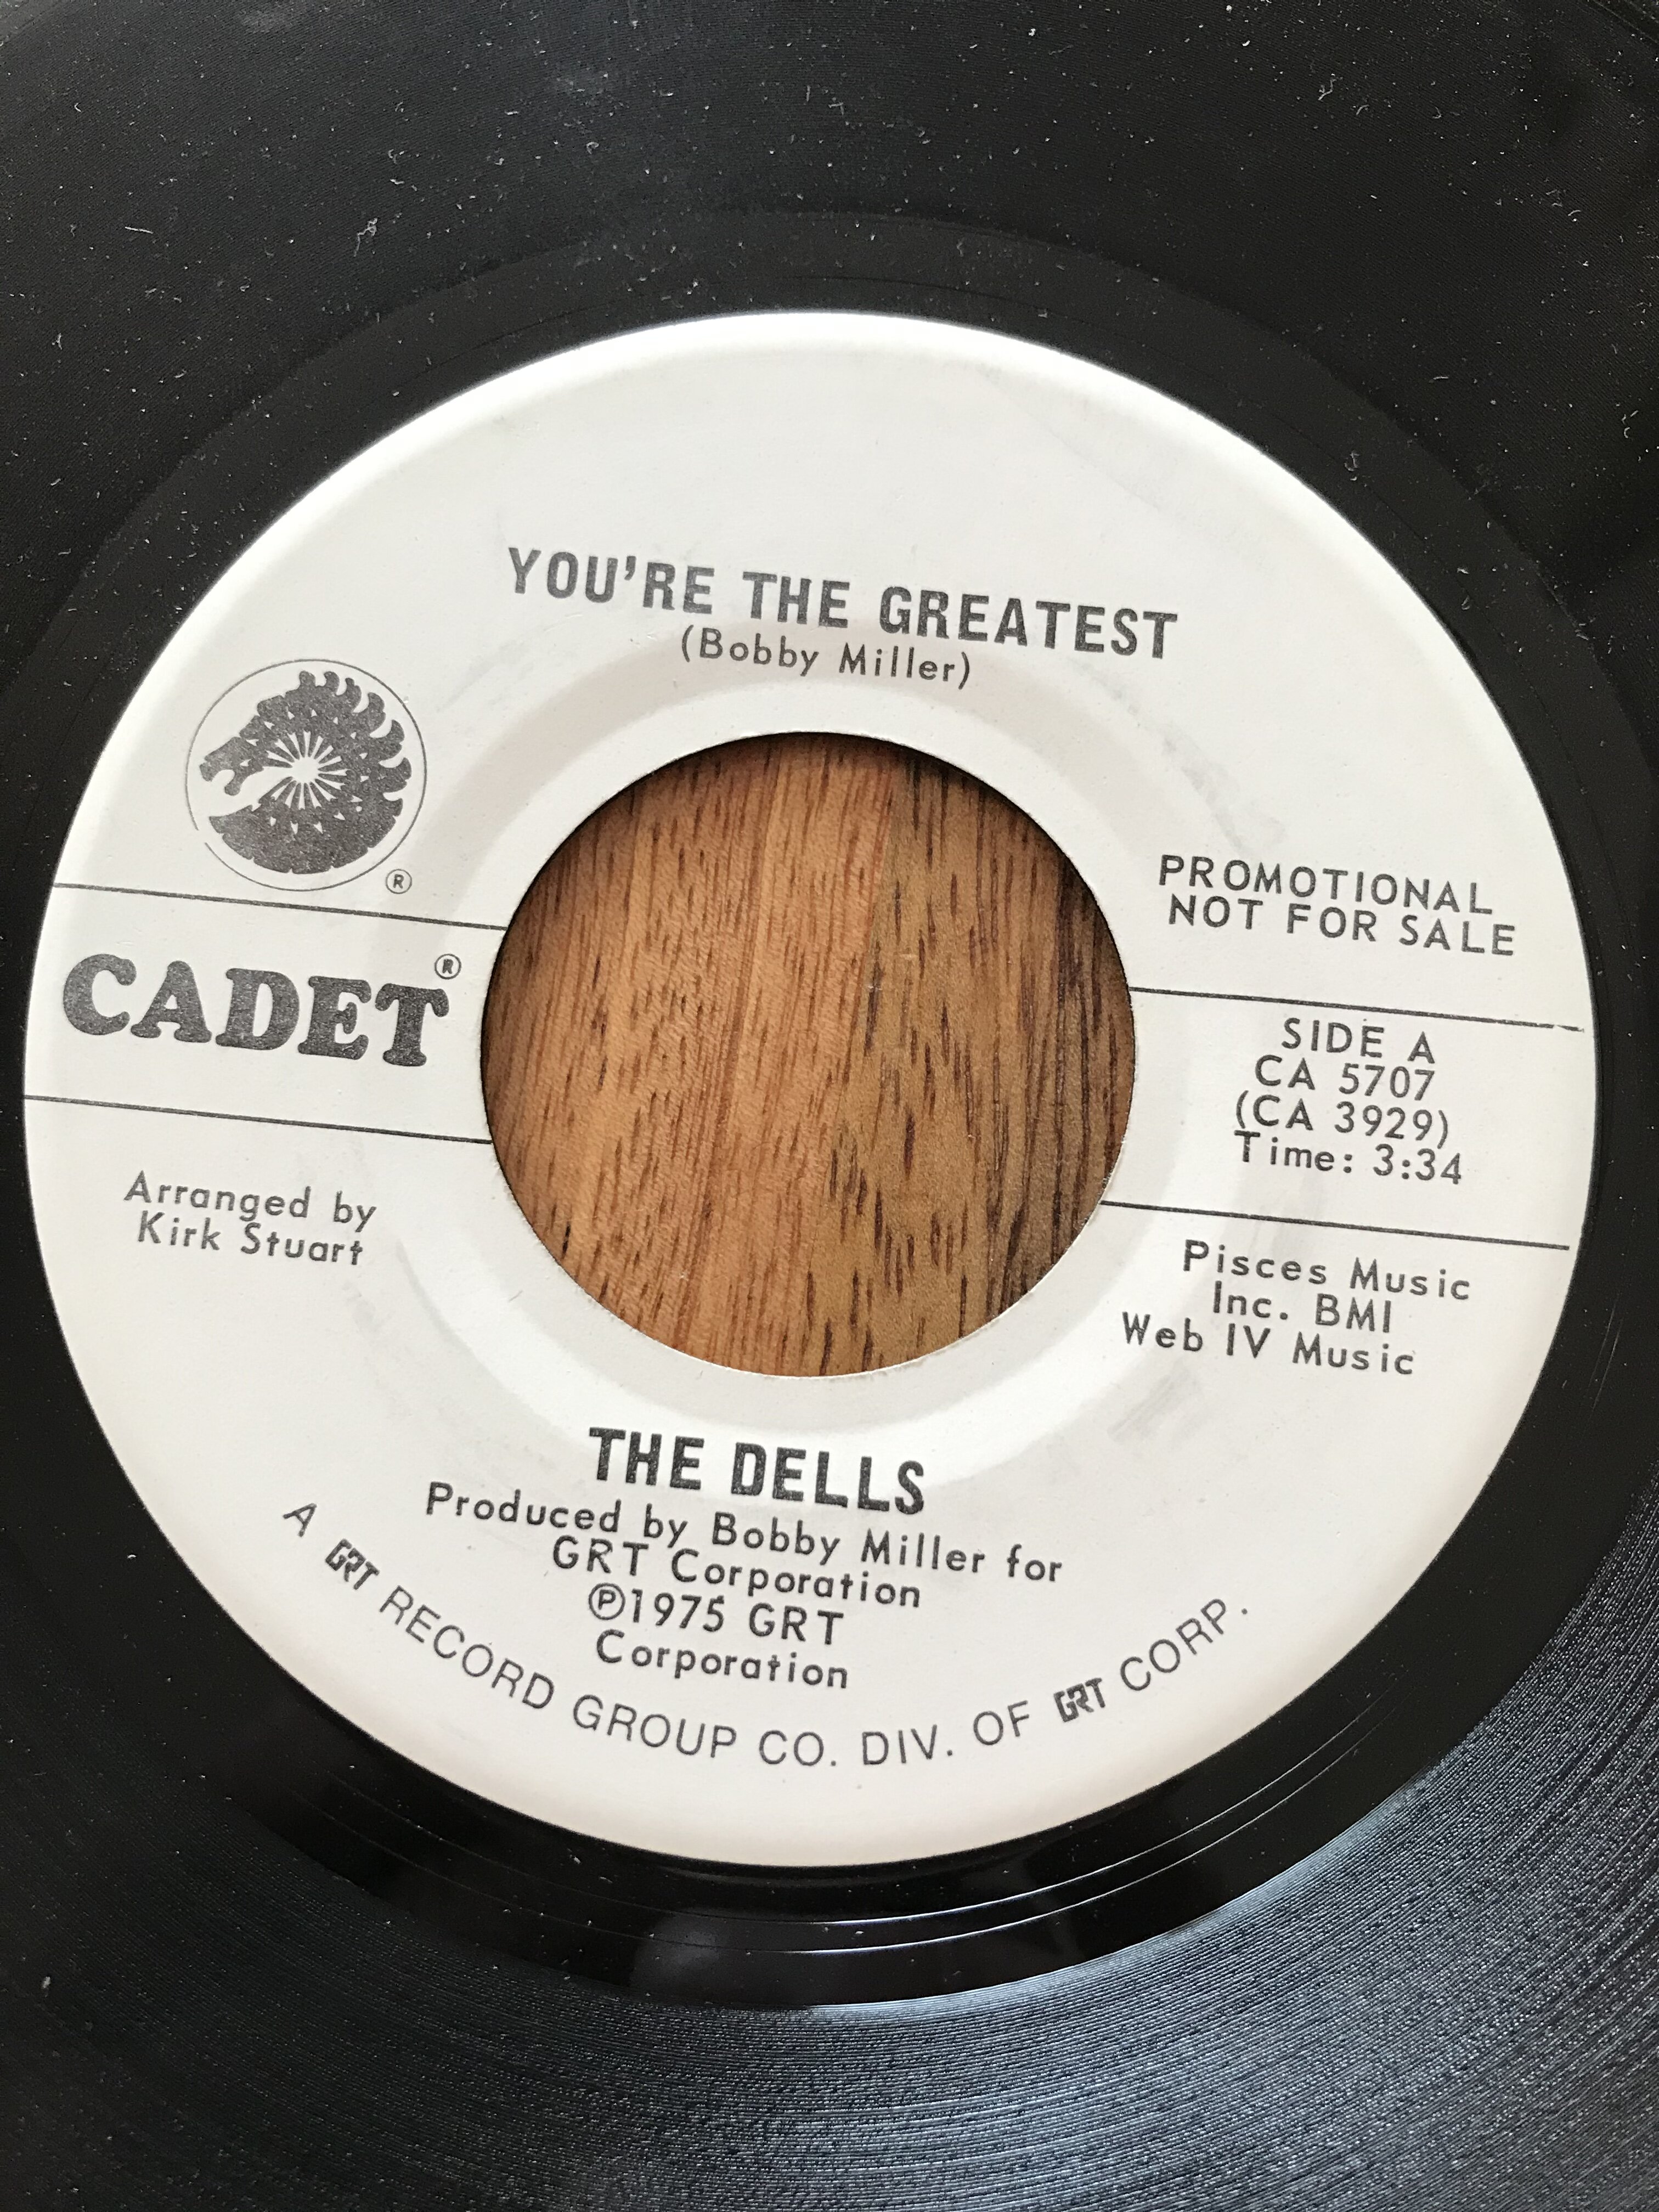 YOU'RE THE GREATEST
(Bobby Miller)
®
PROMOTIONAL
NOT FOR SALE
CADET®
SIDE A
CA 5707
(CA 3929)
Time: 3:34
Arranged by
Kirk Stuart
Pisces Music
Inc. BMI
Web IV Music
THE DELLS
Produced by Bobby Miller for
GRT Corporation
℗1975 GRT
Corporation
A GRT RECORD GROUP CO. DIV. OF GRT CORP.